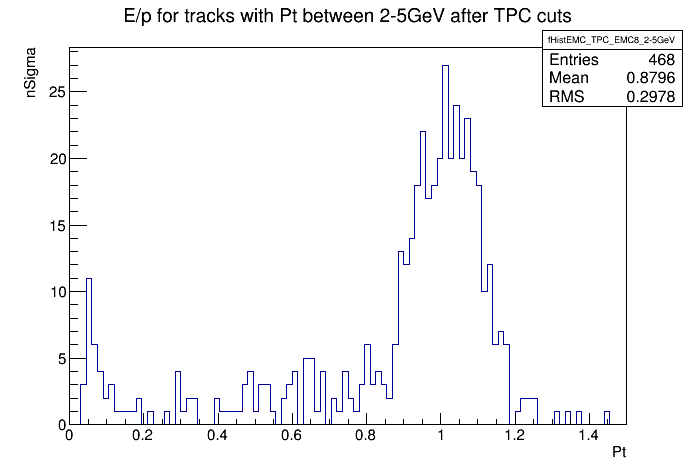 E/p for tracks with Pt between 2-5GeV after TPC cuts
fHistEMC_TPC_EMC8_2-5GeV
Entries 468
Mean 0.8796
RMS 0.2978
nSigma
25
20
15
10
5
0
0 0.2 0.4 0.6 0.8 1 1.2 1.4
Pt